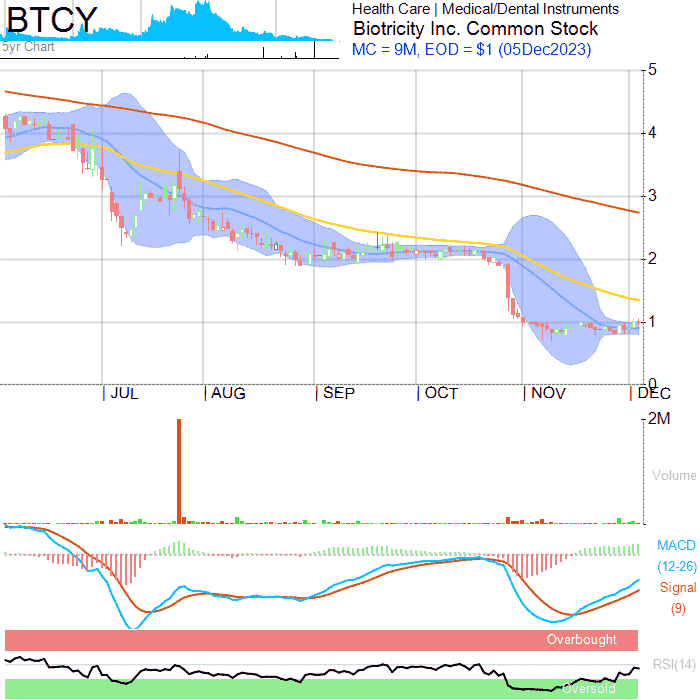 BTCY
5yr Chart
Health Care | Medical/Dental Instruments
Biotricity Inc. Common Stock
MC = 9M, EOD = $1 (05Dec2023)
5
4
3
2
1
0
JUL
AUG
SEP
OCT
NOV
DEC
2M
Volume
MACD
(12-26)
Signal
(9)
Overbought
RSI(14)
Oversold